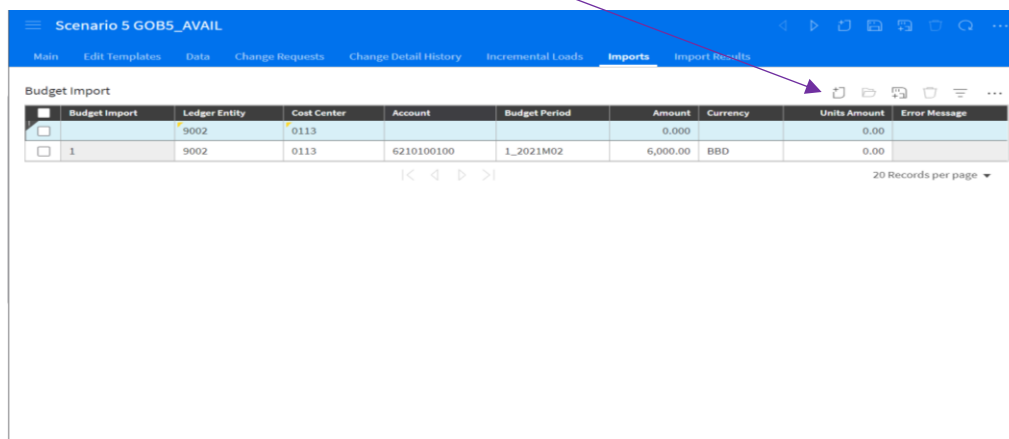 Scenario 5 GOB5_AVAIL
Main Edit Templates Data Change Requests Change Detail History Incremental Loads Imports Import Results
Budget Import
Budget Import Ledger Entity Cost Center Account Budget Period Amount Currency Units Amount Error Message
9002 0113 0.000 0.00
1 9002 0113 6210100100 1_2021M02 6,000.00 BBD 0.00
20 Records per page